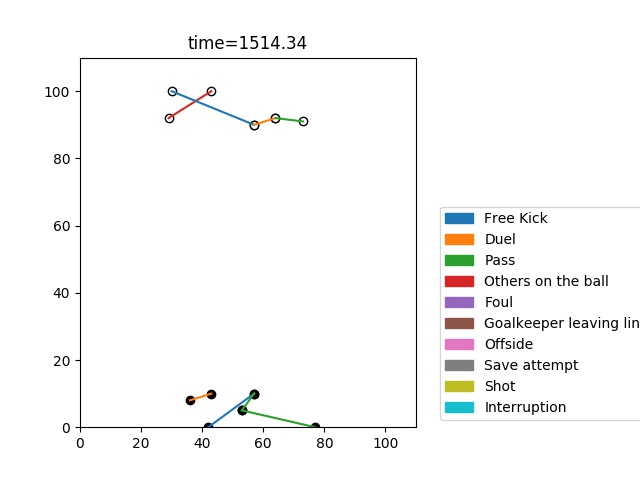 time=1514.34
100
80
60
40
20
0
0 20 40 60 80 100
Free Kick
Duel
Pass
Others on the ball
Foul
Goalkeeper leaving lin
Offside
Save attempt
Shot
Interruption